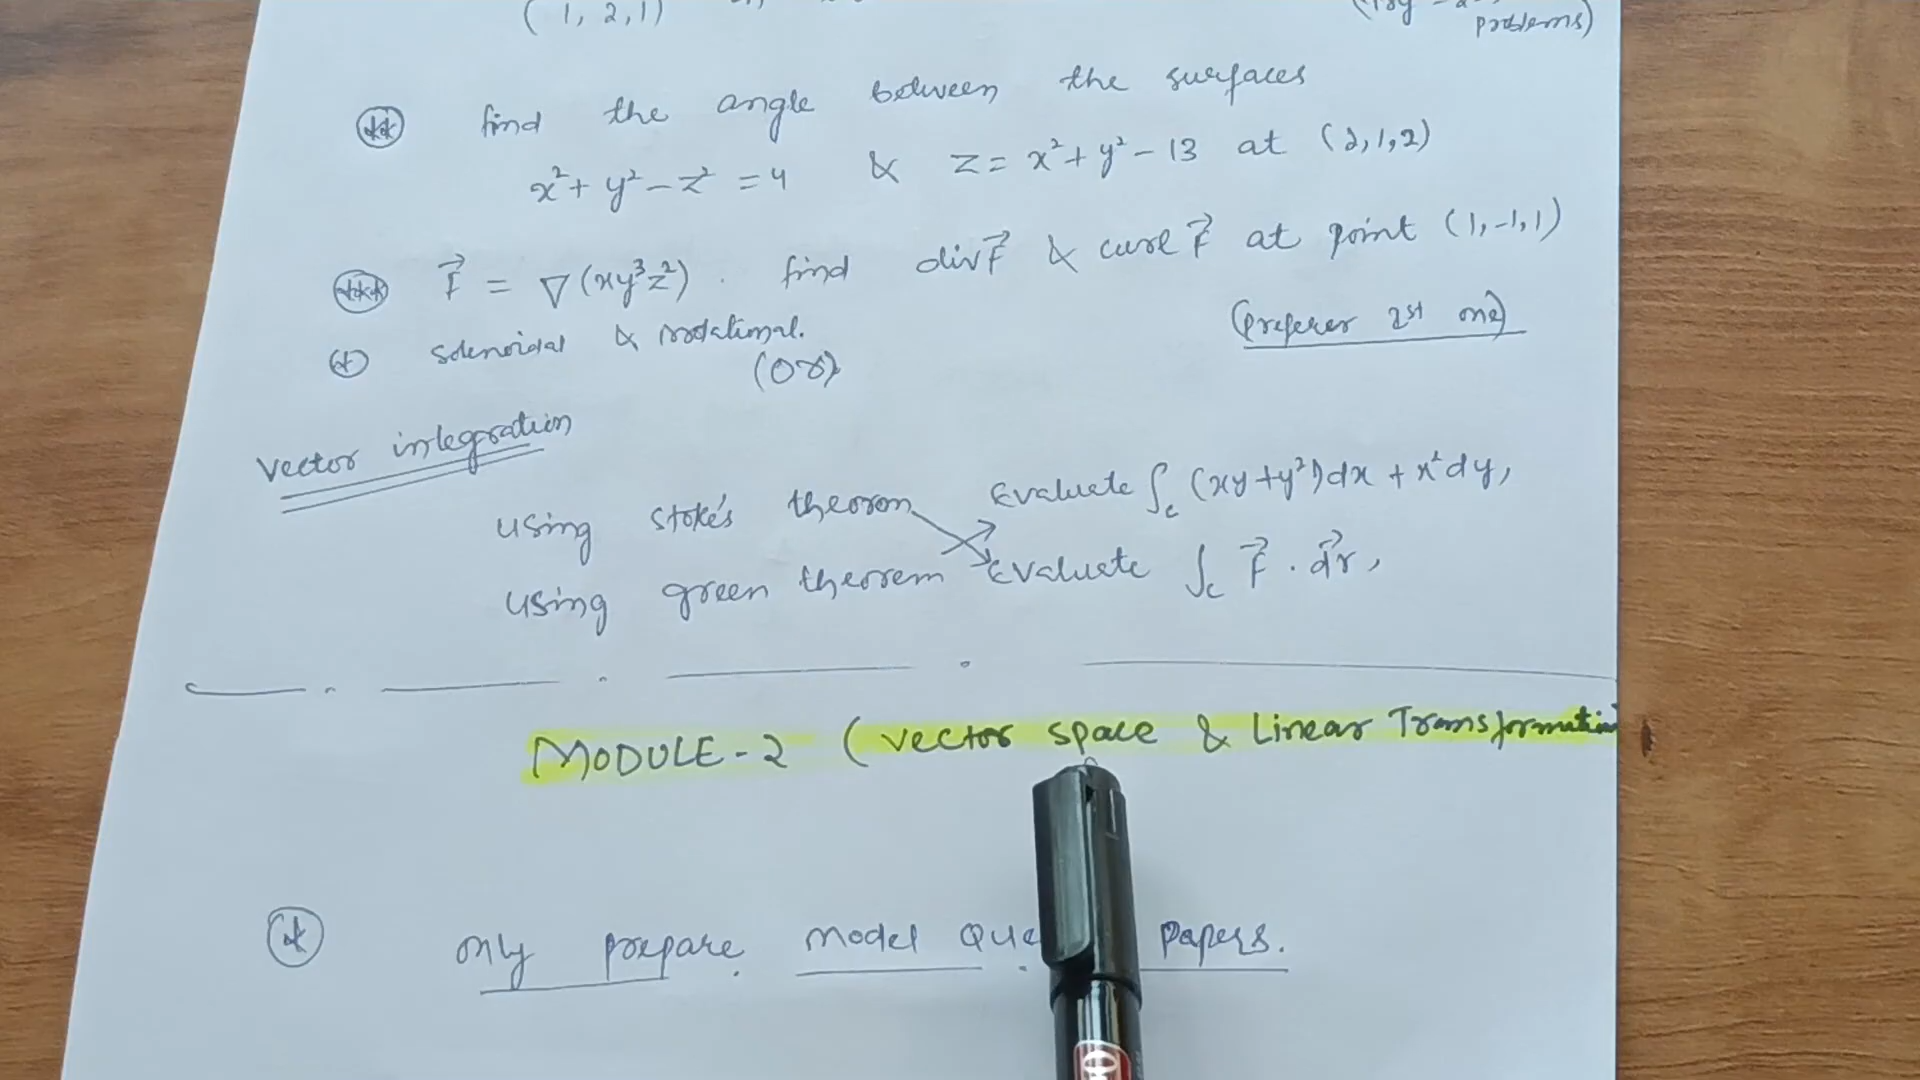 (1, 2, 1)
problems)
** find the angle between the surfaces
x²+ y²-z² = 4 & z = x²+ y²- 13 at (2,1,2)
*** F⃗ = ∇(xy³z²). find div F⃗ & curl F⃗ at point (1,-1,1)
* solenoidal & irrotational. (preferer 1st one)
(Or)
Vector integration
using stoke's theorem Evaluate ∫c (xy+y²)dx + x²dy,
using green theorem Evaluate ∫c F⃗ . dr⃗,
MODULE-2 (vector space & Linear Transformation
* only prepare model Que papers.